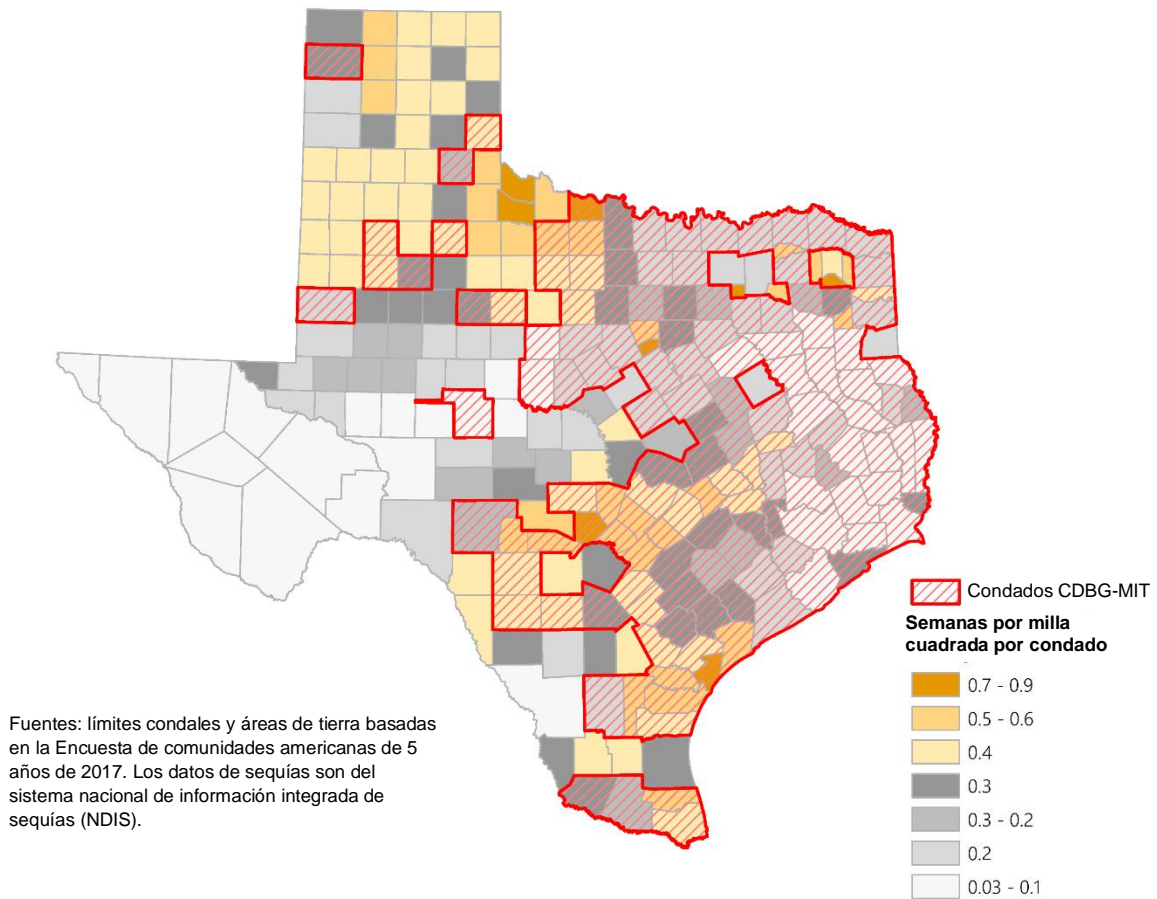 Condados CDBG-MIT
Semanas por milla
cuadrada por condado
0.7 - 0.9
0.5 - 0.6
0.4
0.3
0.3 - 0.2
0.2
0.03 - 0.1
Fuentes: límites condales y áreas de tierra basadas
en la Encuesta de comunidades americanas de 5
años de 2017. Los datos de sequías son del
sistema nacional de información integrada de
sequías (NDIS).